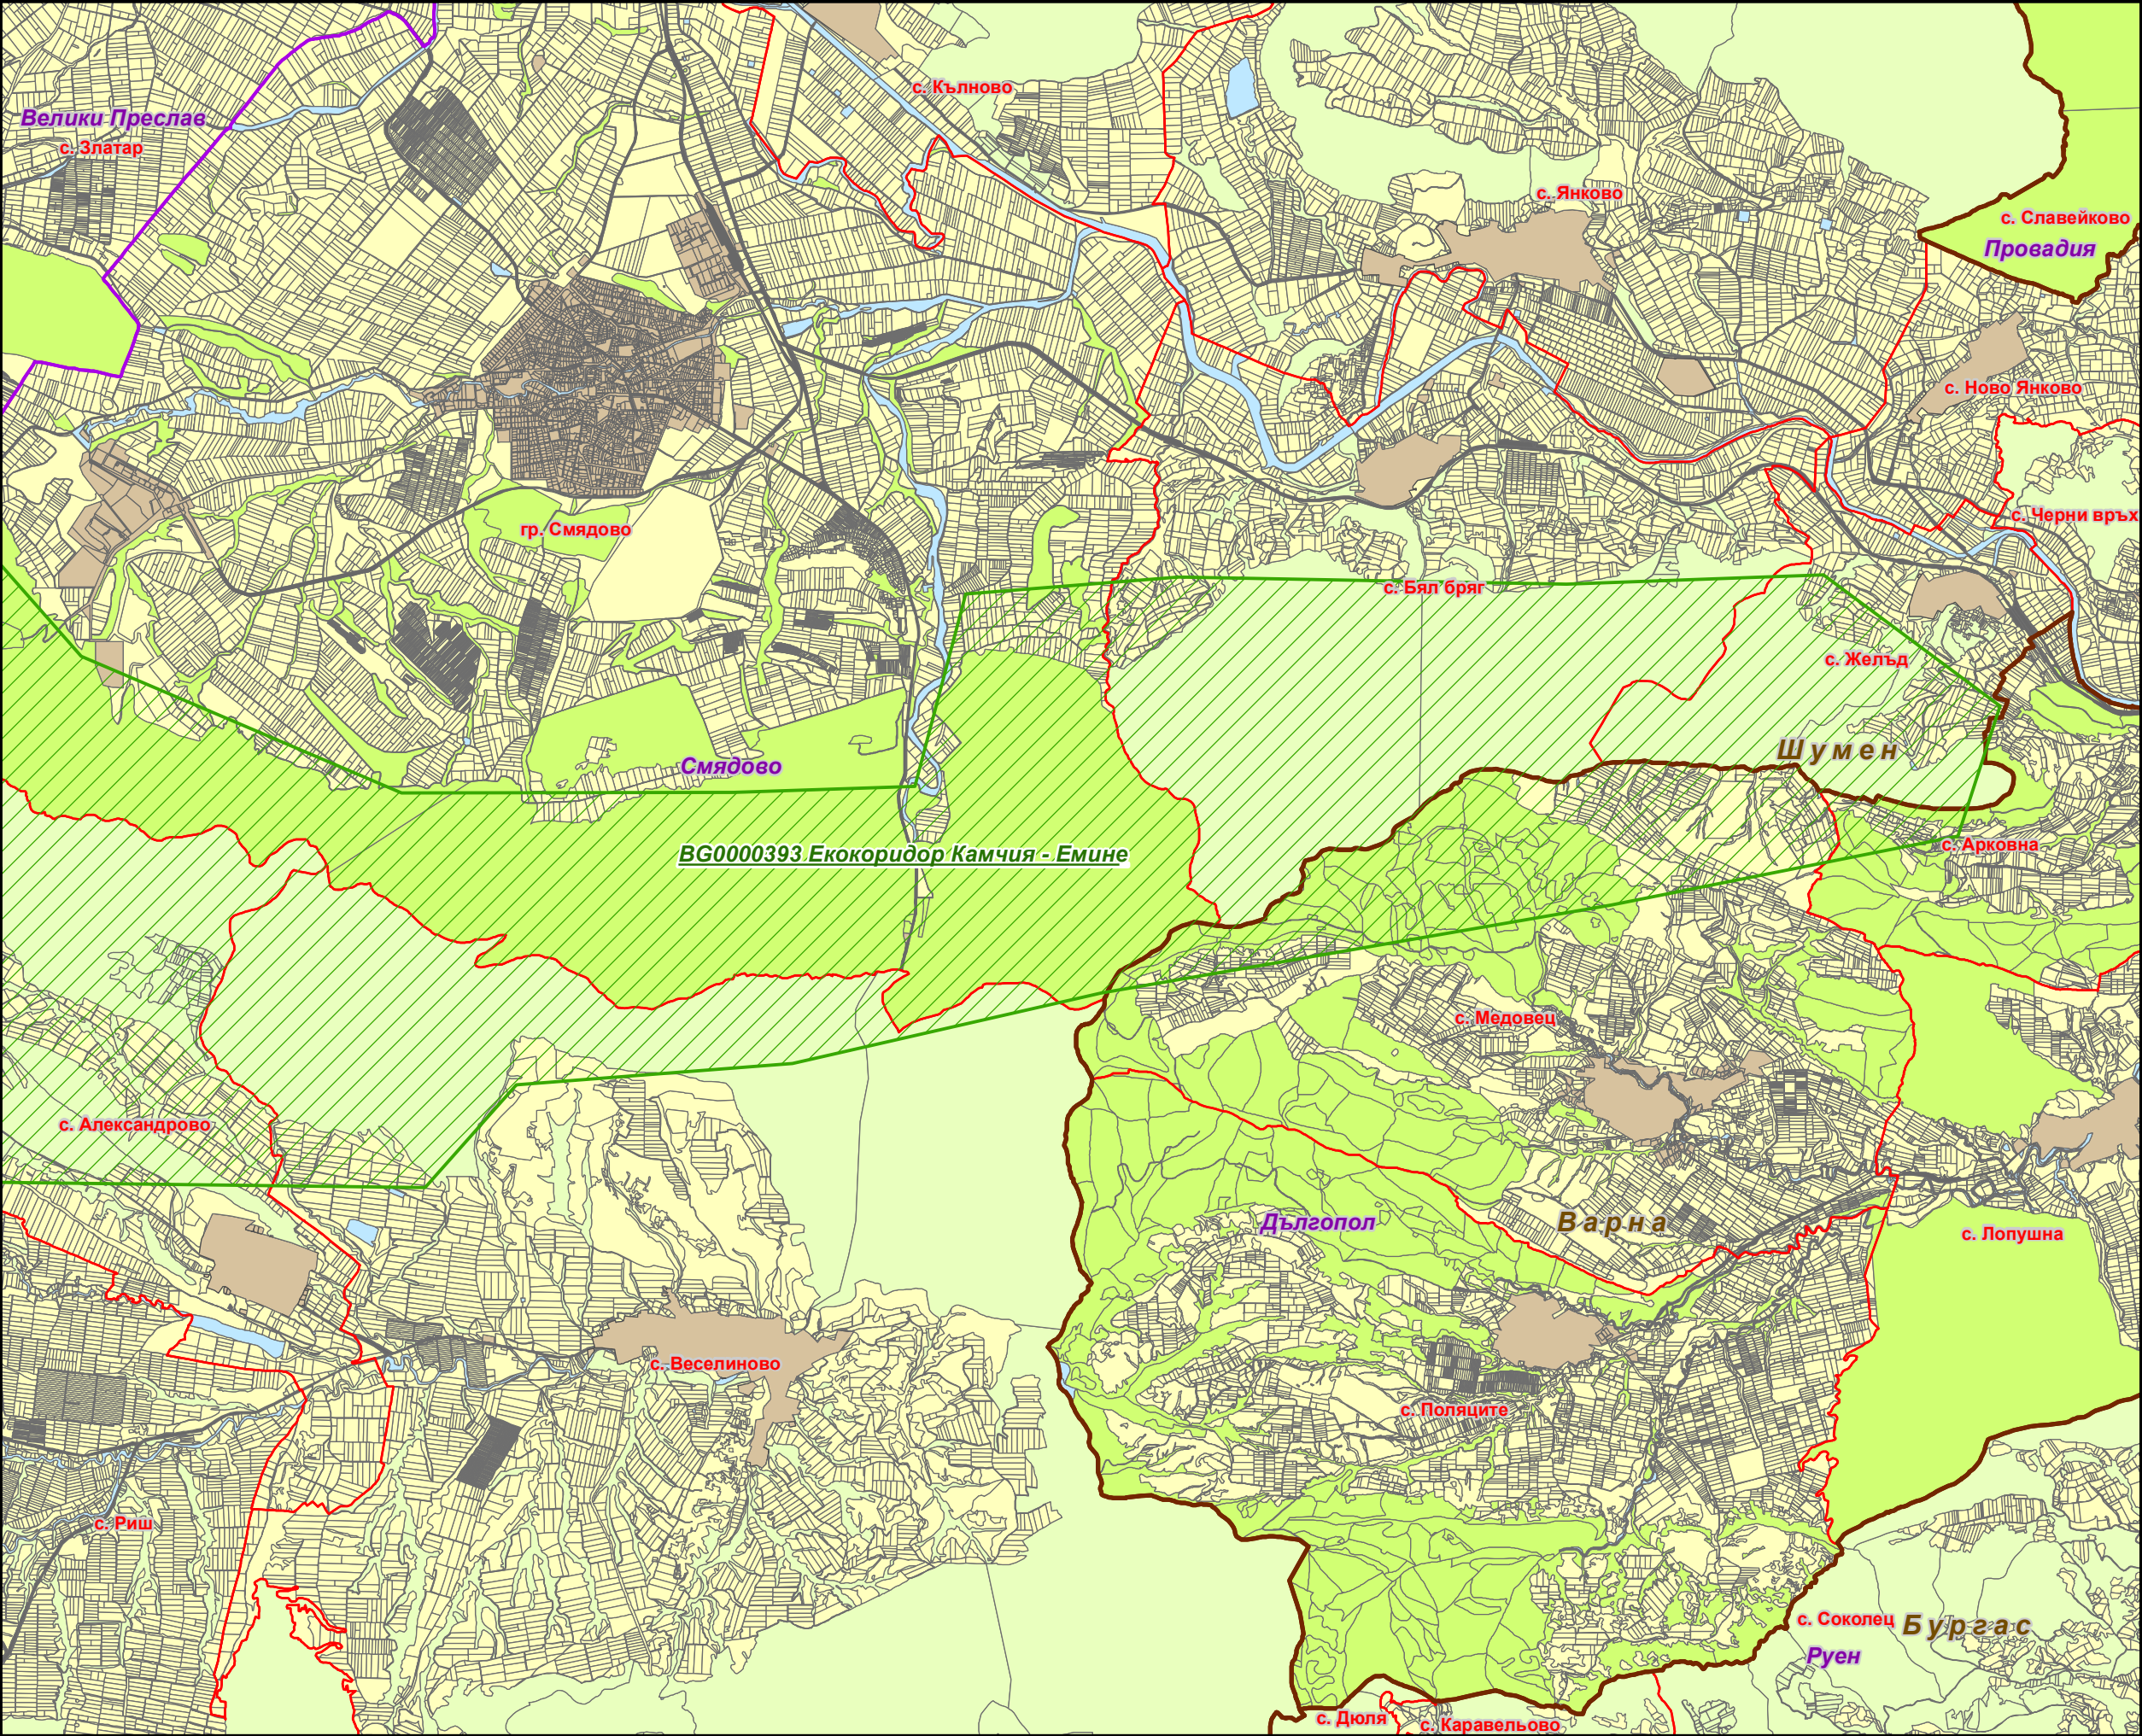 с. Кълново
Велики Преслав
с. Златар
с. Янково
с. Славейково
Провадия
с. Ново Янково
с. Черни връх
гр. Смядово
с. Бял бряг
с. Желъд
Шумен
Смядово
с. Арковна
BG0000393 Екокоридор Камчия - Емине
с. Медовец
с. Александрово
Дългопол
Варна
с. Лопушна
с. Веселиново
с. Поляците
с. Риш
с. Соколец
Бургас
Руен
с. Дюля
с. Каравельово